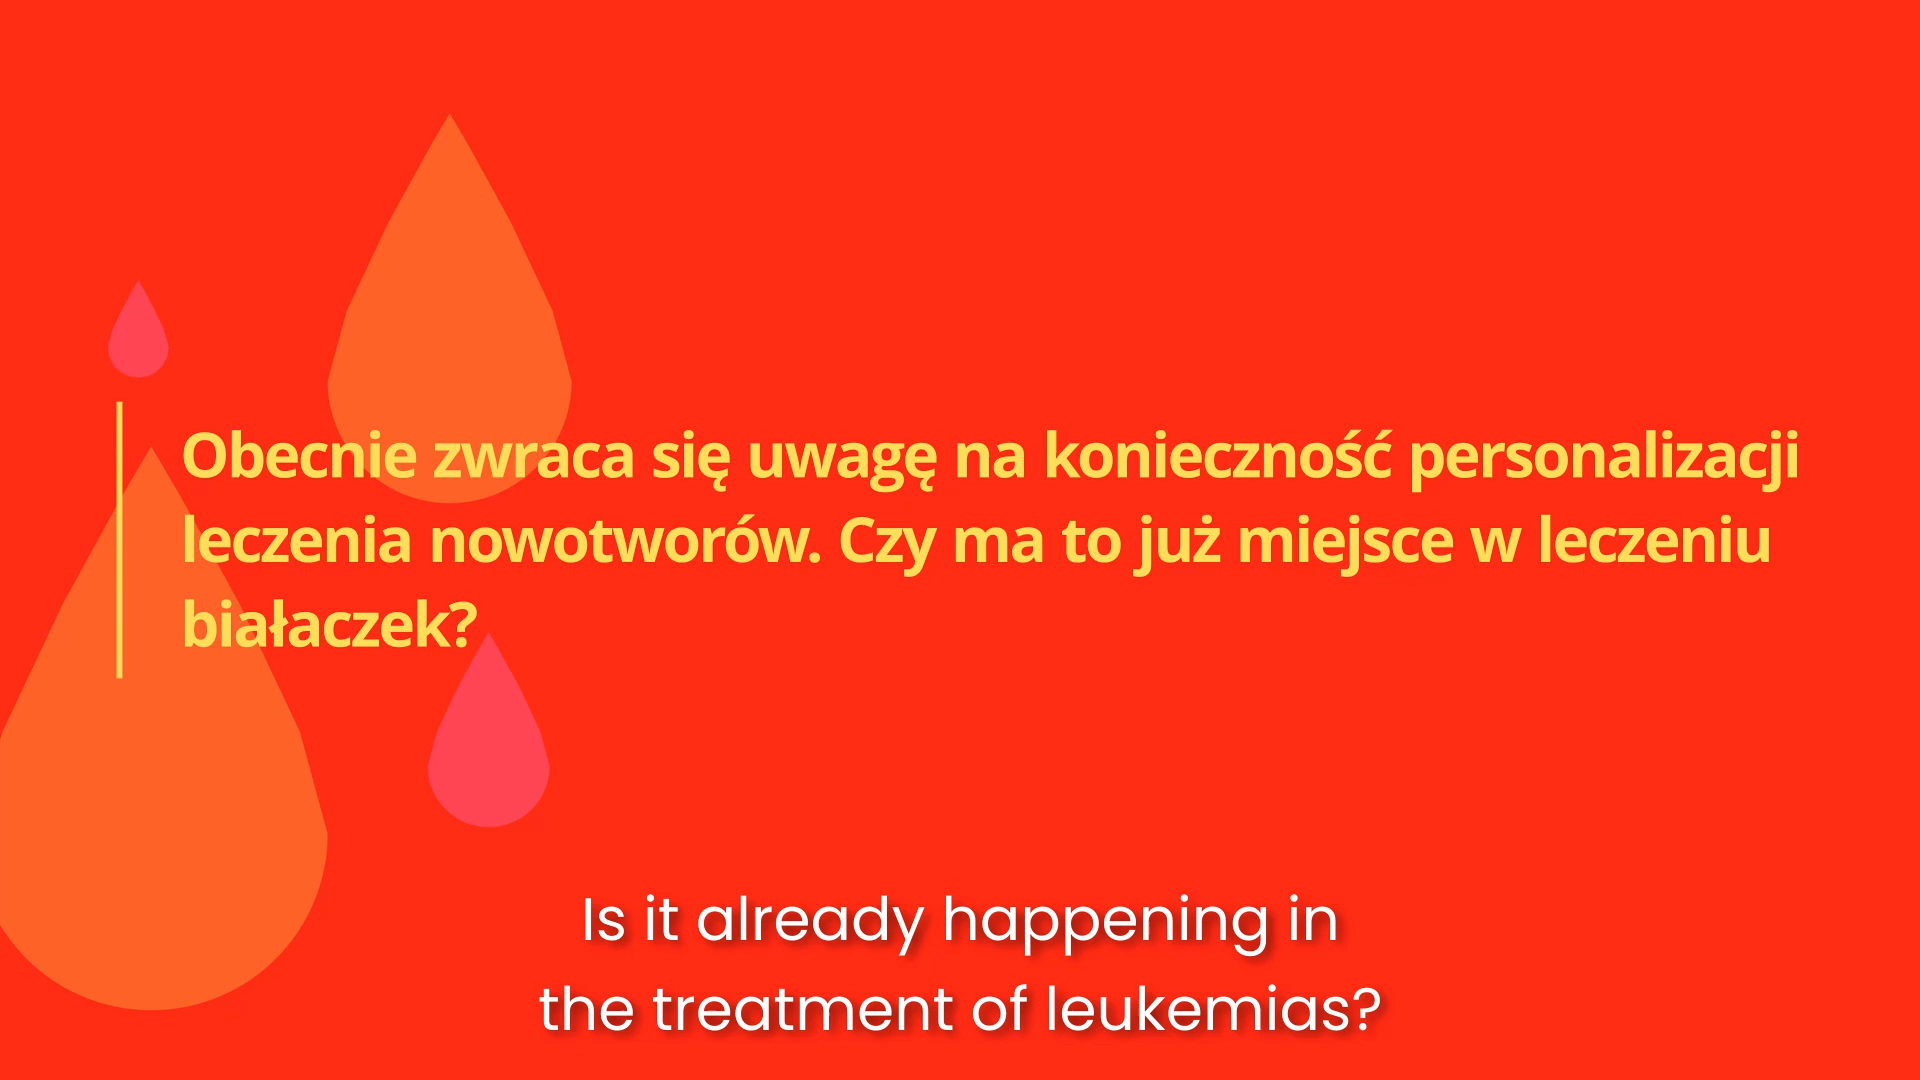 Obecnie zwraca się uwagę na konieczność personalizacji
leczenia nowotworów. Czy ma to już miejsce w leczeniu
białaczek?
Is it already happening in
the treatment of leukemias?